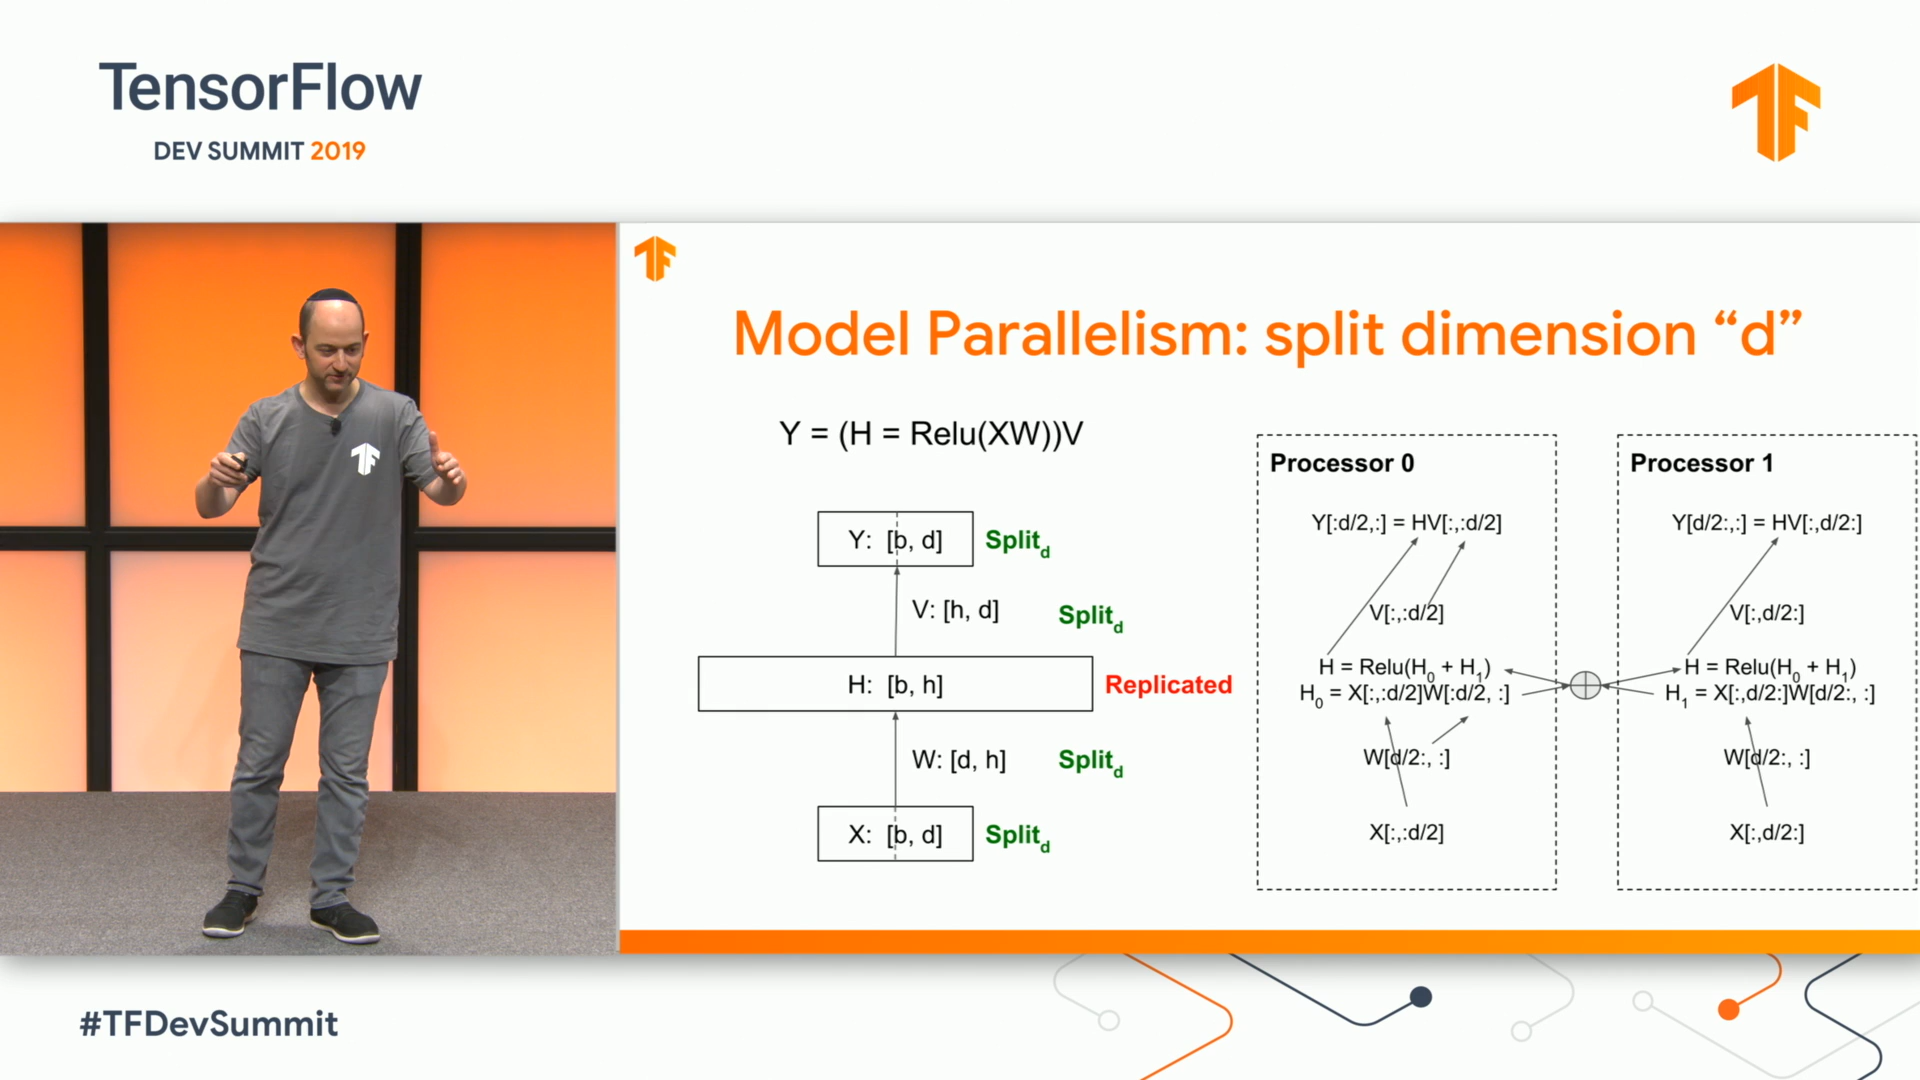 TensorFlow
DEV SUMMIT 2019
Model Parallelism: split dimension “d”
Y = (H = Relu(XW))V
Y: [b, d] Split_d
V: [h, d] Split_d
H: [b, h] Replicated
W: [d, h] Split_d
X: [b, d] Split_d
Processor 0
Y[:d/2,:] = HV[:,:d/2]
V[:,:d/2]
H = Relu(H_0 + H_1)
H_0 = X[:,:d/2]W[:d/2, :]
W[d/2:, :]
X[:,:d/2]
Processor 1
Y[d/2:,:] = HV[:,d/2:]
V[:,d/2:]
H = Relu(H_0 + H_1)
H_1 = X[:,d/2:]W[d/2:, :]
W[d/2:, :]
X[:,d/2:]
#TFDevSummit